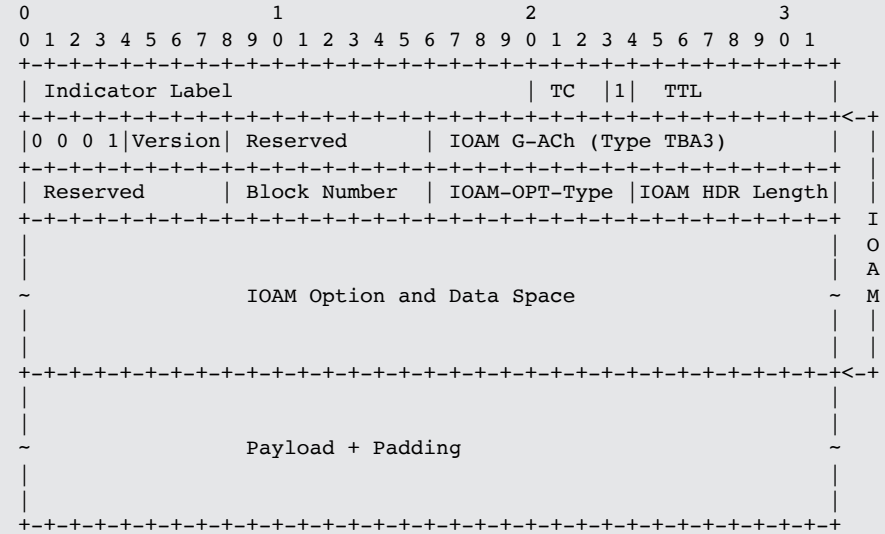 0                   1                   2                   3
0 1 2 3 4 5 6 7 8 9 0 1 2 3 4 5 6 7 8 9 0 1 2 3 4 5 6 7 8 9 0 1
+-+-+-+-+-+-+-+-+-+-+-+-+-+-+-+-+-+-+-+-+-+-+-+-+-+-+-+-+-+-+-+-+
| Indicator Label                       | TC  |1|  TTL          |
+-+-+-+-+-+-+-+-+-+-+-+-+-+-+-+-+-+-+-+-+-+-+-+-+-+-+-+-+-+-+-+-+<-+
|0 0 0 1|Version| Reserved      | IOAM G-ACh (Type TBA3)        |  |
+-+-+-+-+-+-+-+-+-+-+-+-+-+-+-+-+-+-+-+-+-+-+-+-+-+-+-+-+-+-+-+-+  |
| Reserved      | Block Number  | IOAM-OPT-Type |IOAM HDR Length|  |
+-+-+-+-+-+-+-+-+-+-+-+-+-+-+-+-+-+-+-+-+-+-+-+-+-+-+-+-+-+-+-+-+  I
|                                                               |  O
|                                                               |  A
~                 IOAM Option and Data Space                    ~  M
|                                                               |  |
|                                                               |  |
+-+-+-+-+-+-+-+-+-+-+-+-+-+-+-+-+-+-+-+-+-+-+-+-+-+-+-+-+-+-+-+-+<-+
|                                                               |
|                                                               |
~                 Payload + Padding                             ~
|                                                               |
|                                                               |
+-+-+-+-+-+-+-+-+-+-+-+-+-+-+-+-+-+-+-+-+-+-+-+-+-+-+-+-+-+-+-+-+